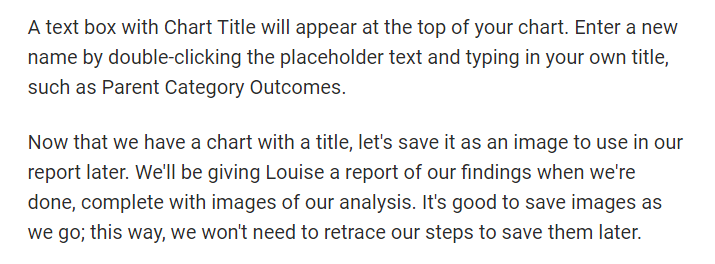 A text box with Chart Title will appear at the top of your chart. Enter a new
name by double-clicking the placeholder text and typing in your own title,
such as Parent Category Outcomes.
Now that we have a chart with a title, let's save it as an image to use in our
report later. We'll be giving Louise a report of our findings when we're
done, complete with images of our analysis. It's good to save images as
we go; this way, we won't need to retrace our steps to save them later.